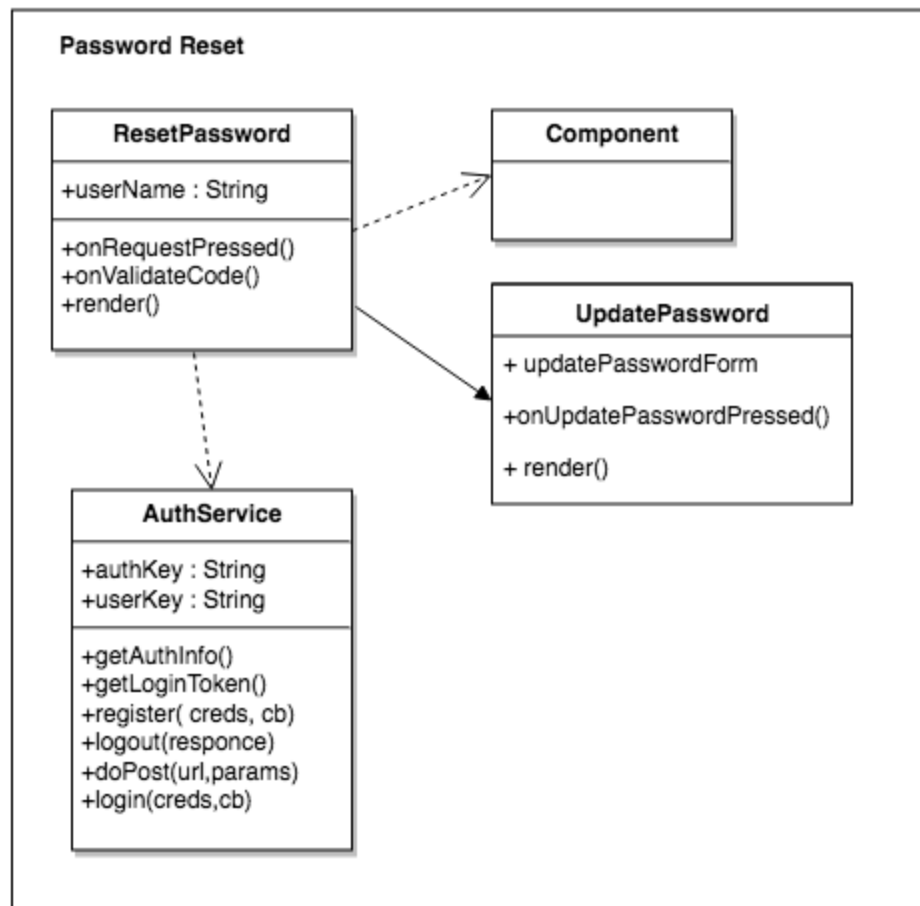 Password Reset
ResetPassword
+userName : String
+onRequestPressed()
+onValidateCode()
+render()
Component
UpdatePassword
+ updatePasswordForm
+onUpdatePasswordPressed()
+ render()
AuthService
+authKey : String
+userKey : String
+getAuthInfo()
+getLoginToken()
+register( creds, cb)
+logout(responce)
+doPost(url,params)
+login(creds,cb)